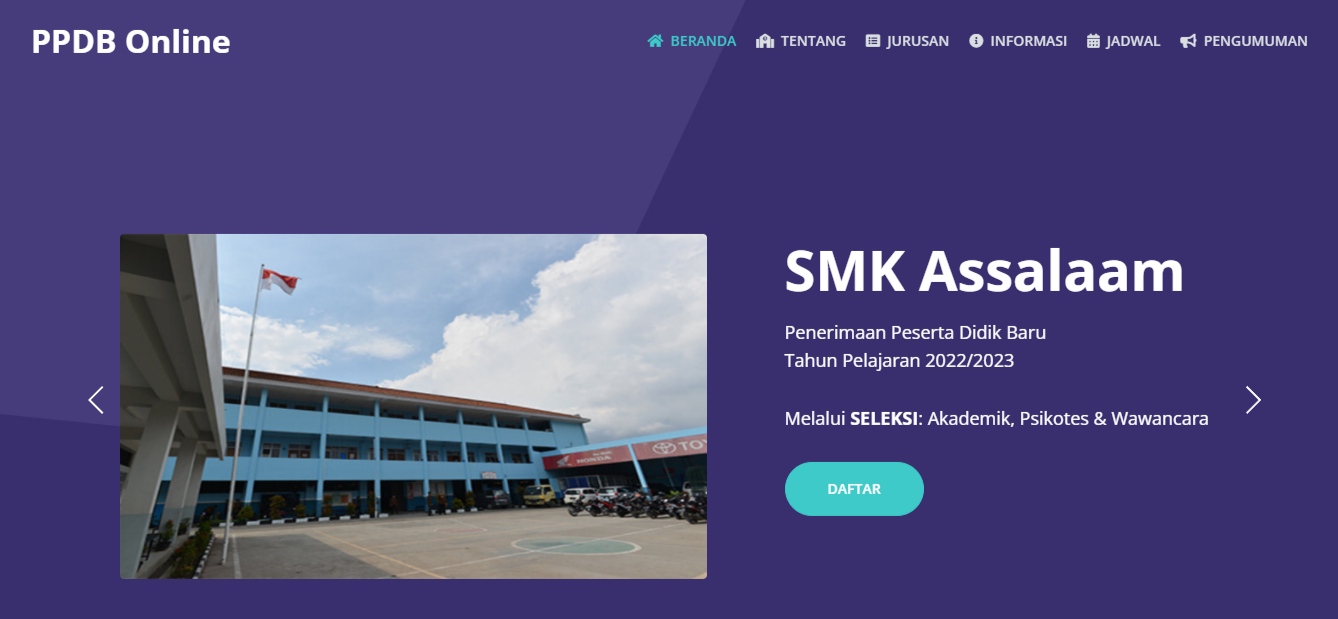 PPDB Online
BERANDA
TENTANG
JURUSAN
INFORMASI
JADWAL
PENGUMUMAN
SMK Assalaam
Penerimaan Peserta Didik Baru
Tahun Pelajaran 2022/2023
Melalui SELEKSI: Akademik, Psikotes & Wawancara
DAFTAR
HONDA
TOYO